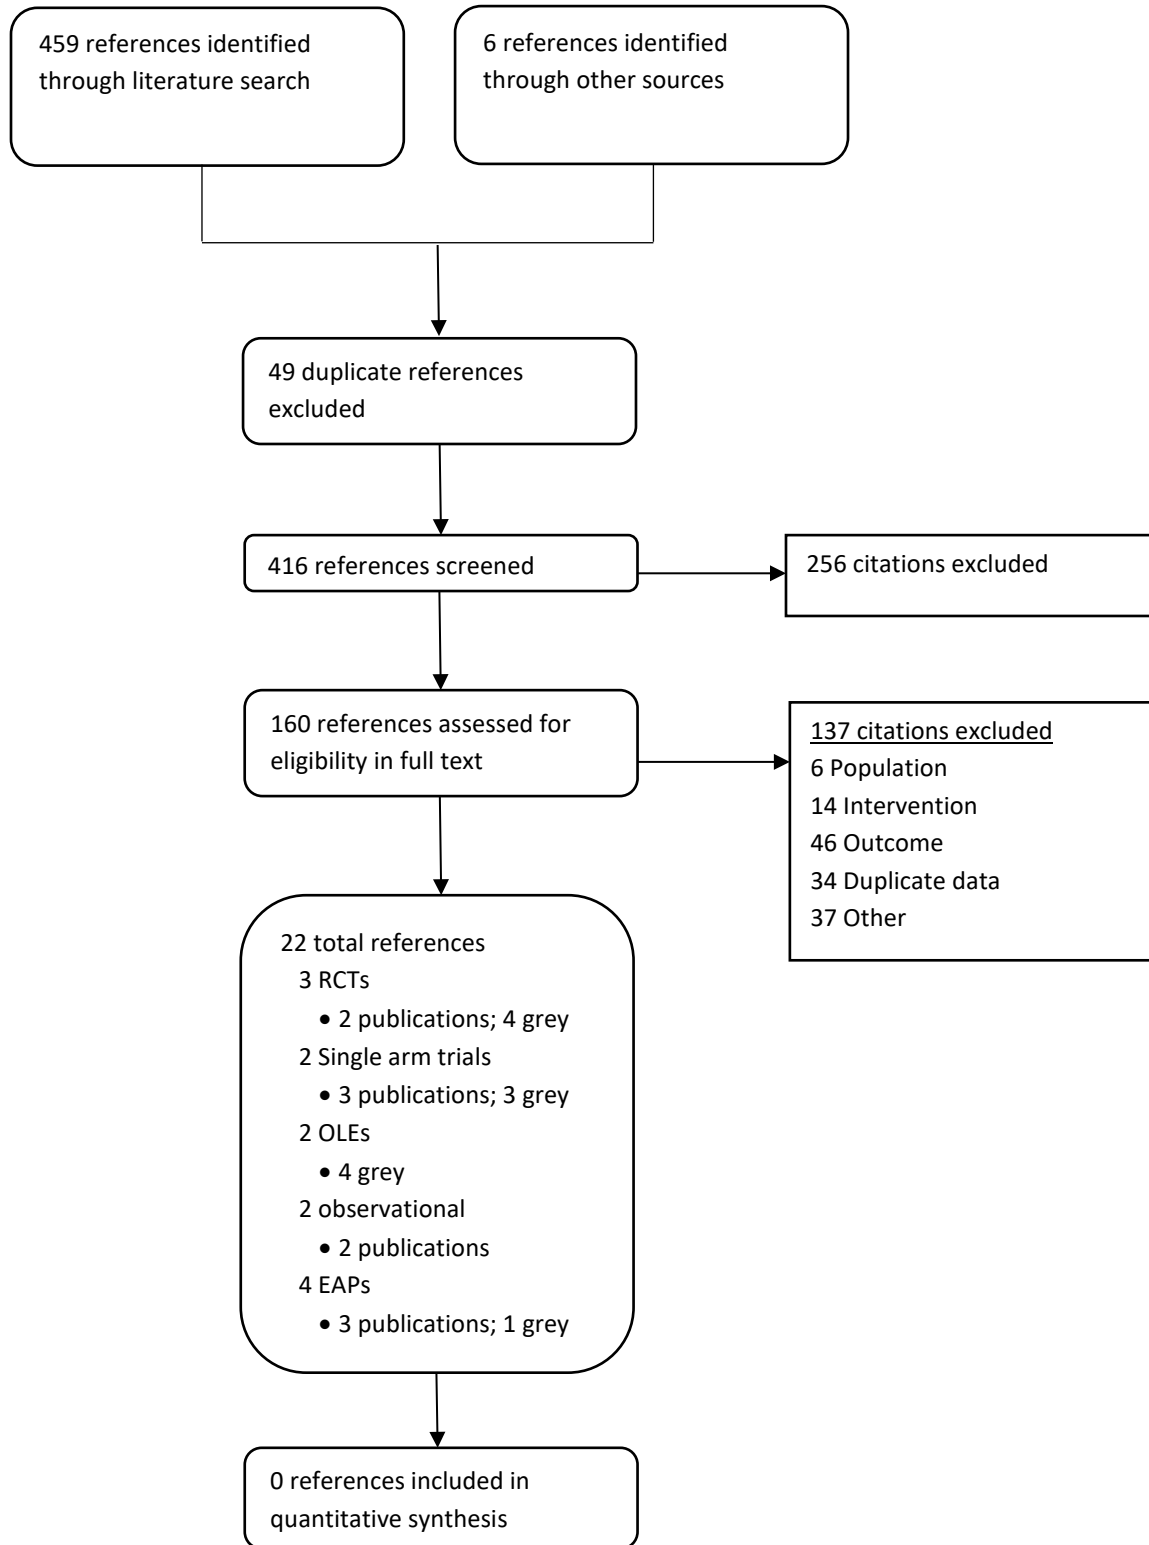 459 references identified
through literature search
6 references identified
through other sources
49 duplicate references
excluded
416 references screened
256 citations excluded
160 references assessed for
eligibility in full text
137 citations excluded
6 Population
14 Intervention
46 Outcome
34 Duplicate data
37 Other
22 total references
3 RCTs
• 2 publications; 4 grey
2 Single arm trials
• 3 publications; 3 grey
2 OLEs
• 4 grey
2 observational
• 2 publications
4 EAPs
• 3 publications; 1 grey
0 references included in
quantitative synthesis